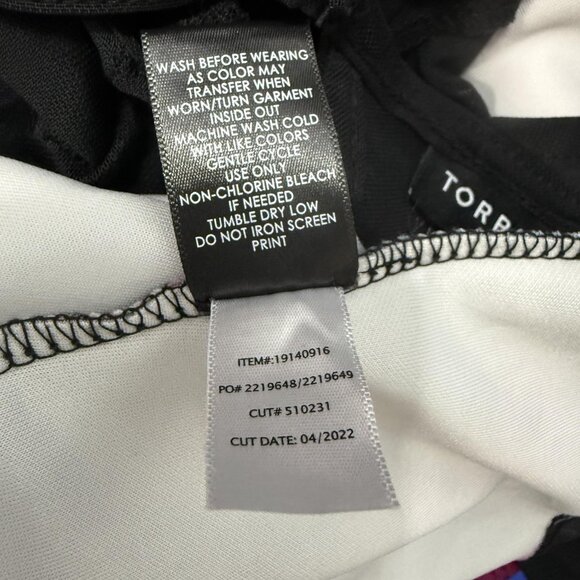 WASH BEFORE WEARING
AS COLOR MAY
TRANSFER WHEN
WORN/TURN GARMENT
INSIDE OUT
MACHINE WASH COLD
WITH LIKE COLORS
GENTLE CYCLE
USE ONLY
NON-CHLORINE BLEACH
IF NEEDED
TUMBLE DRY LOW
DO NOT IRON SCREEN
PRINT
TORR
ITEM#:19140916
PO# 2219648/2219649
CUT# 510231
CUT DATE: 04/2022